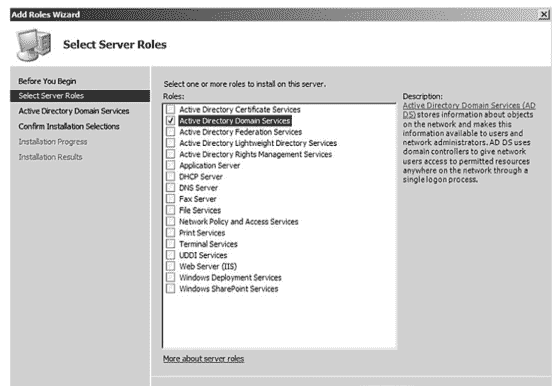 Add Roles Wizard
Select Server Roles
Before You Begin
Select Server Roles
Active Directory Domain Services
Confirm Installation Selections
Installation Progress
Installation Results
Select one or more roles to install on this server.
Roles:
Active Directory Certificate Services
Active Directory Domain Services
Active Directory Federation Services
Active Directory Lightweight Directory Services
Active Directory Rights Management Services
Application Server
DHCP Server
DNS Server
Fax Server
File Services
Network Policy and Access Services
Print Services
Terminal Services
UDDI Services
Web Server (IIS)
Windows Deployment Services
Windows SharePoint Services
More about server roles
Description:
Active Directory Domain Services (AD
DS) stores information about objects
on the network and makes this
information available to users and
network administrators. AD DS uses
domain controllers to give network
users access to permitted resources
anywhere on the network through a
single logon process.